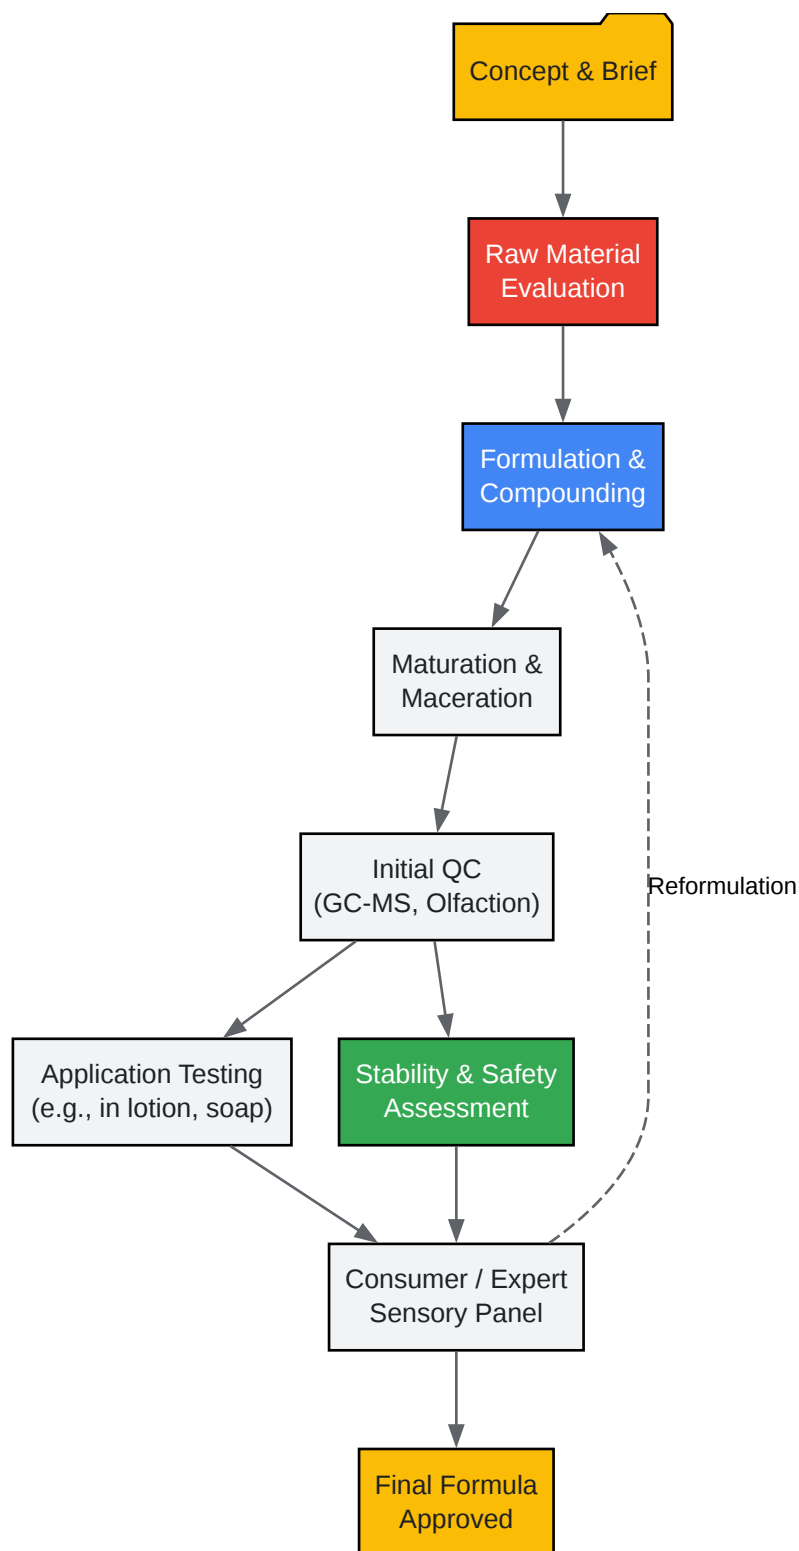 Concept & Brief
Raw Material
Evaluation
Formulation &
Compounding
Maturation &
Maceration
Initial QC
(GC-MS, Olfaction)
Reformulation
Application Testing
(e.g., in lotion, soap)
Stability & Safety
Assessment
Consumer / Expert
Sensory Panel
Final Formula
Approved